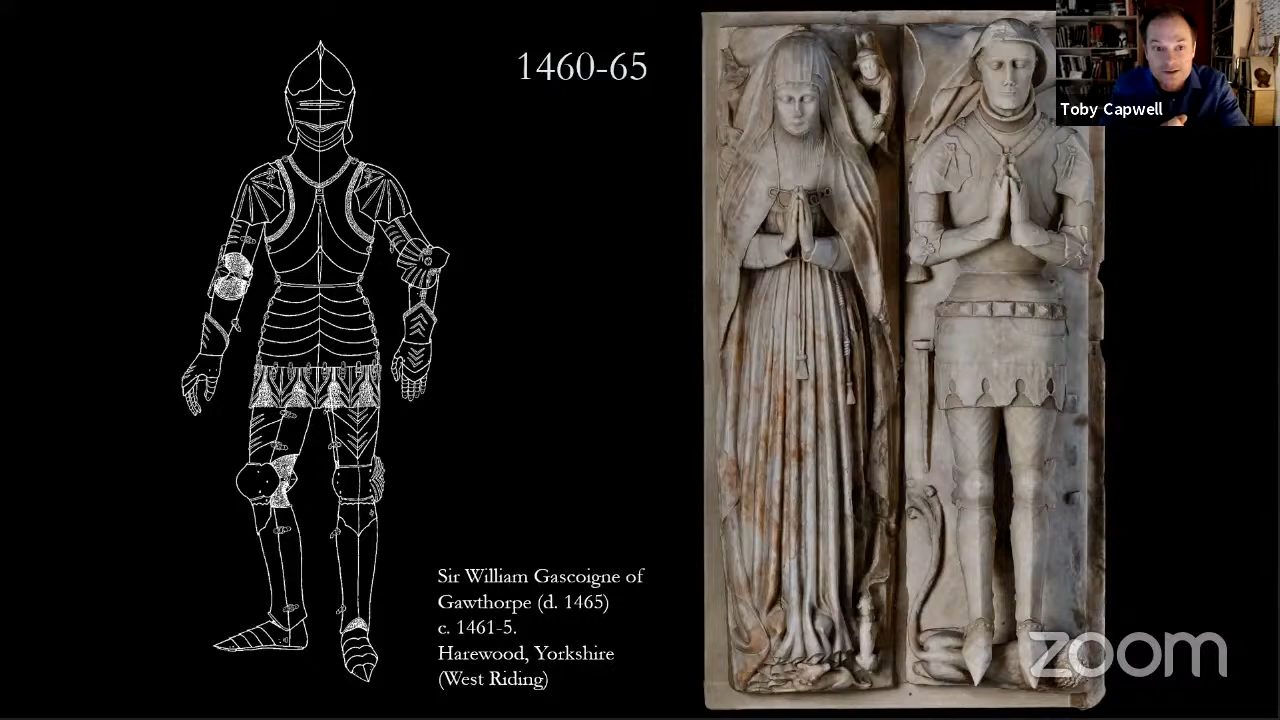 1460-65
Toby Capwell
Sir William Gascoigne of
Gawthorpe (d. 1465)
c. 1461-5.
Harewood, Yorkshire
(West Riding)
zoom